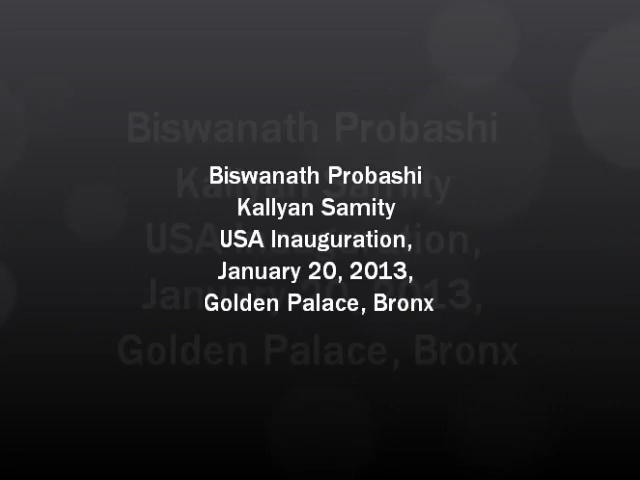 Biswanath Probashi
Kallyan Samity
USA Inauguration,
January 20, 2013,
Golden Palace, Bronx